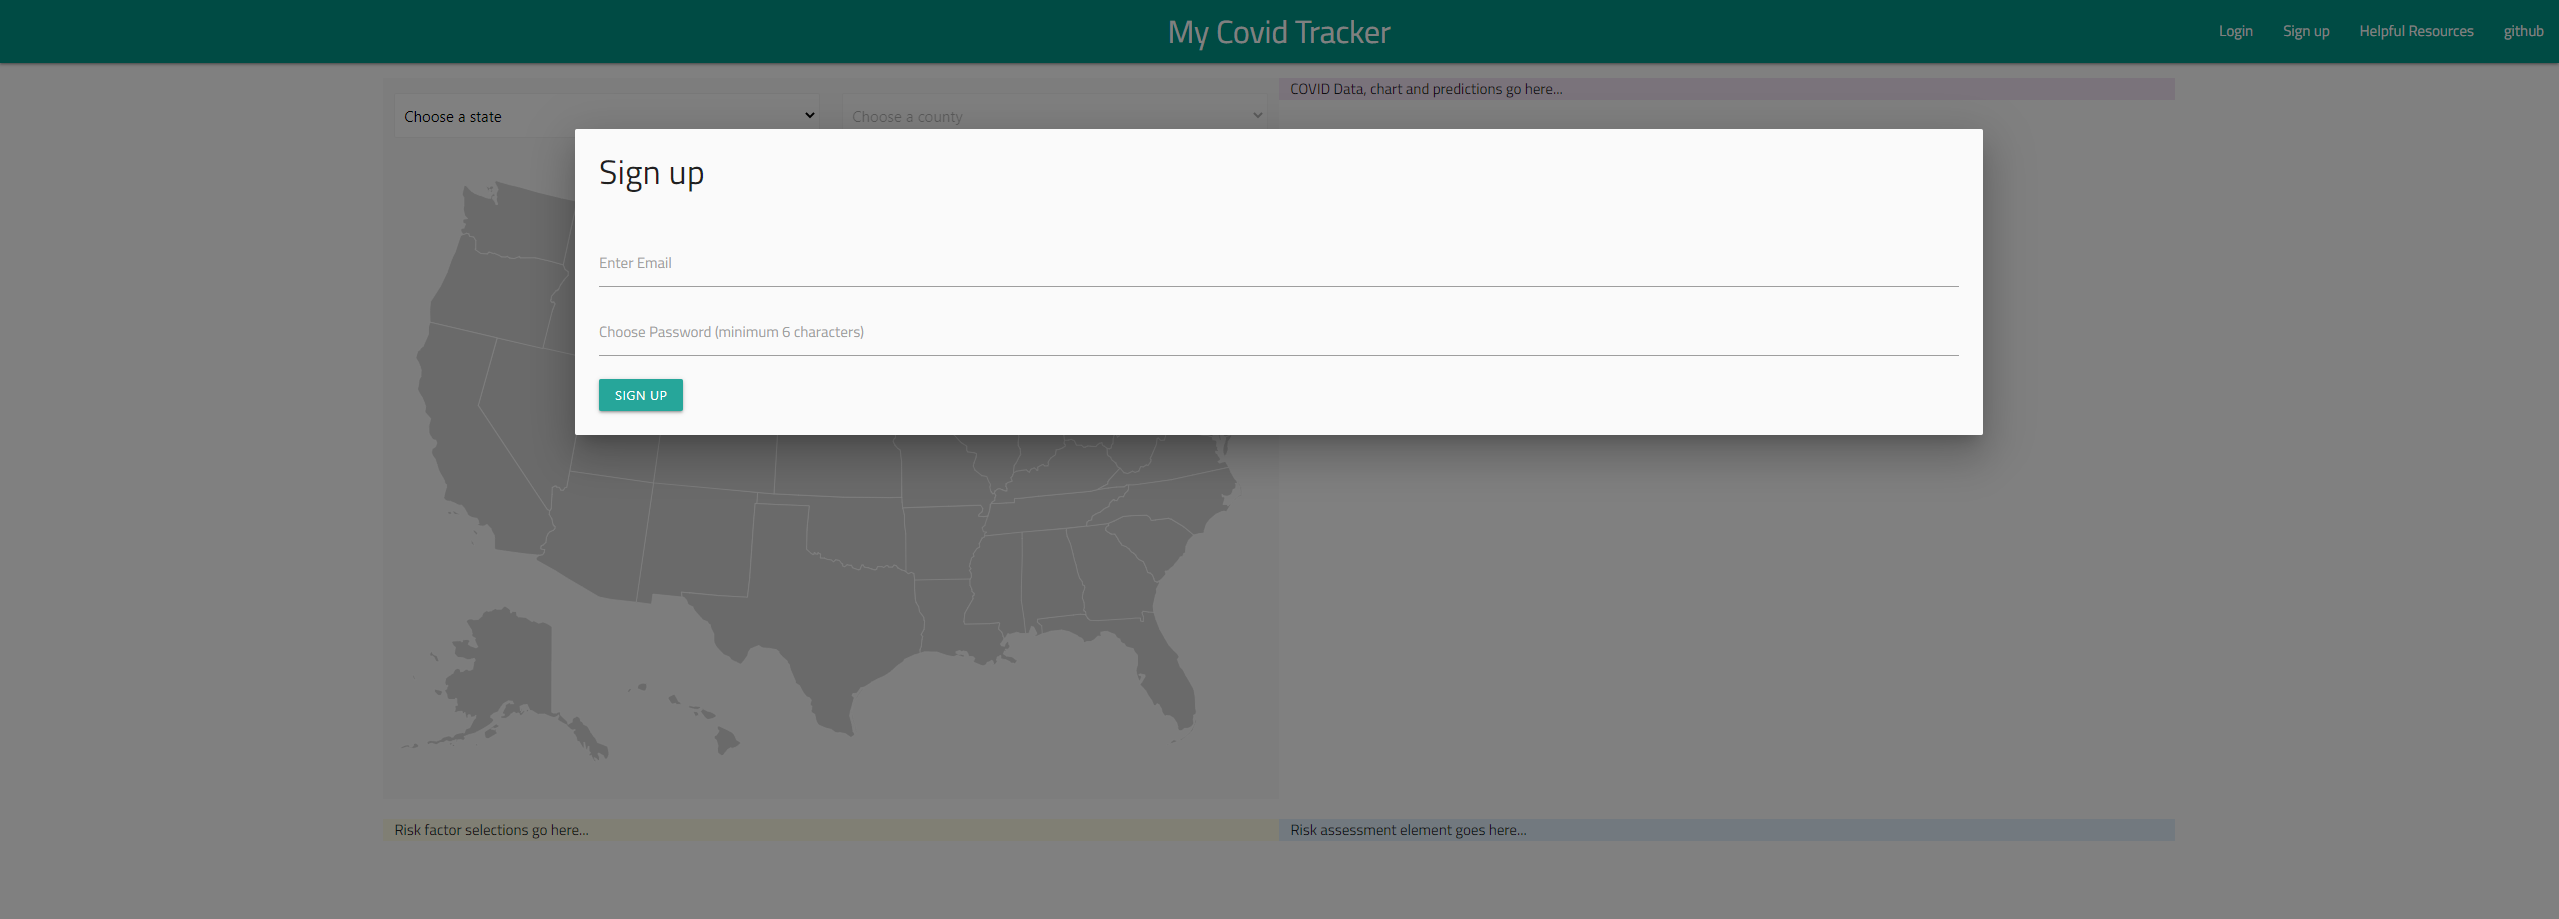 My Covid Tracker
Login
Sign up
Helpful Resources
github
Choose a state
Choose a county
COVID Data, chart and predictions go here...
Sign up
Enter Email
Choose Password (minimum 6 characters)
SIGN UP
Risk factor selections go here...
Risk assessment element goes here...